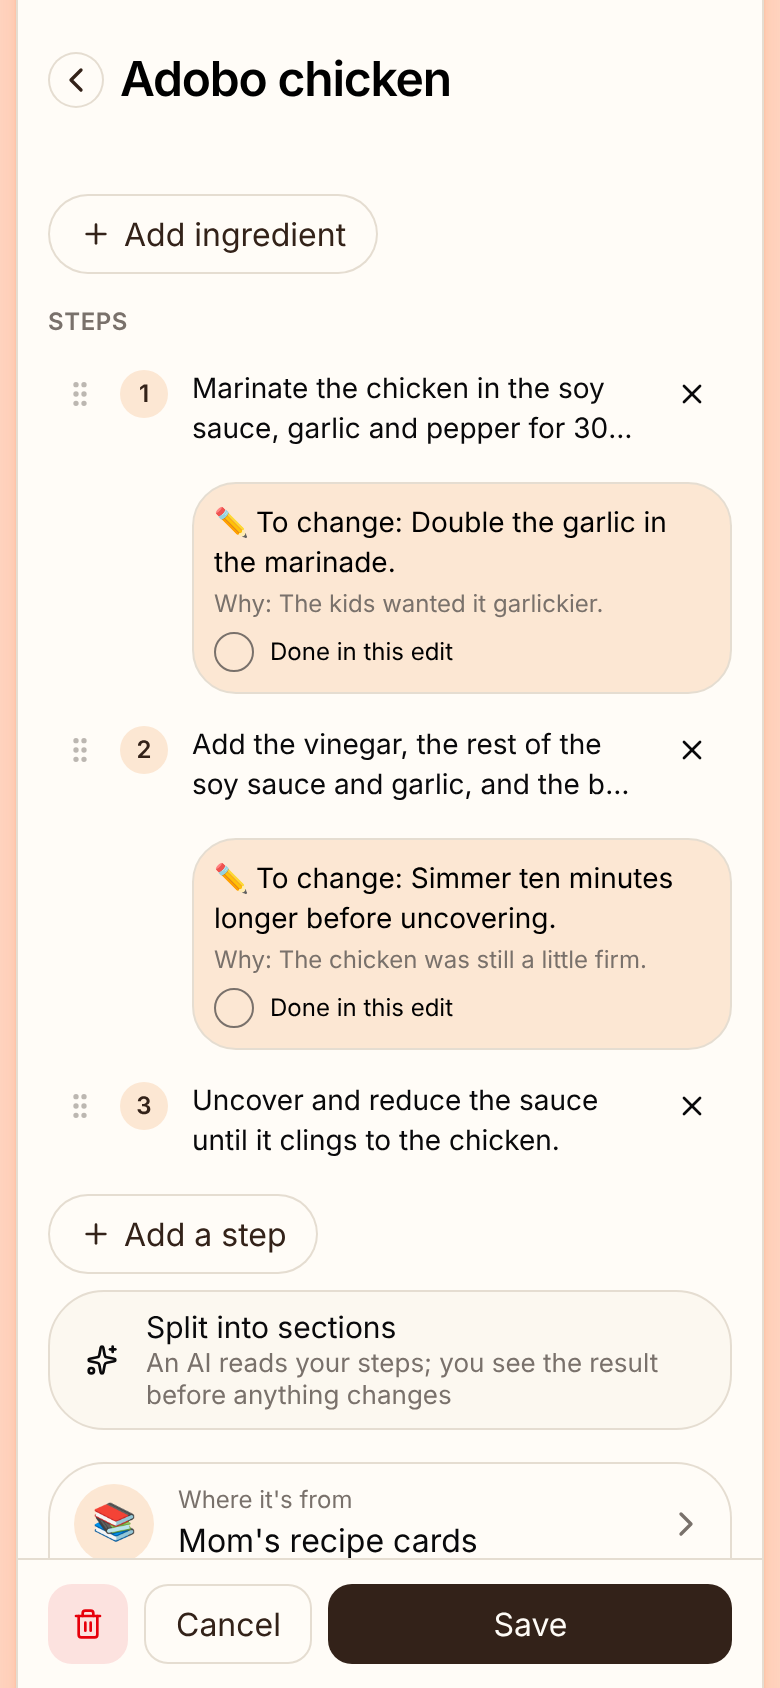 Adobo chicken
Add ingredient
STEPS
1
Marinate the chicken in the soy
sauce, garlic and pepper for 30...
✏️ To change: Double the garlic in
the marinade.
Why: The kids wanted it garlickier.
Done in this edit
2
Add the vinegar, the rest of the
soy sauce and garlic, and the b...
✏️ To change: Simmer ten minutes
longer before uncovering.
Why: The chicken was still a little firm.
Done in this edit
3
Uncover and reduce the sauce
until it clings to the chicken.
Add a step
Split into sections
An AI reads your steps; you see the result
before anything changes
Where it's from
Mom's recipe cards
Cancel
Save